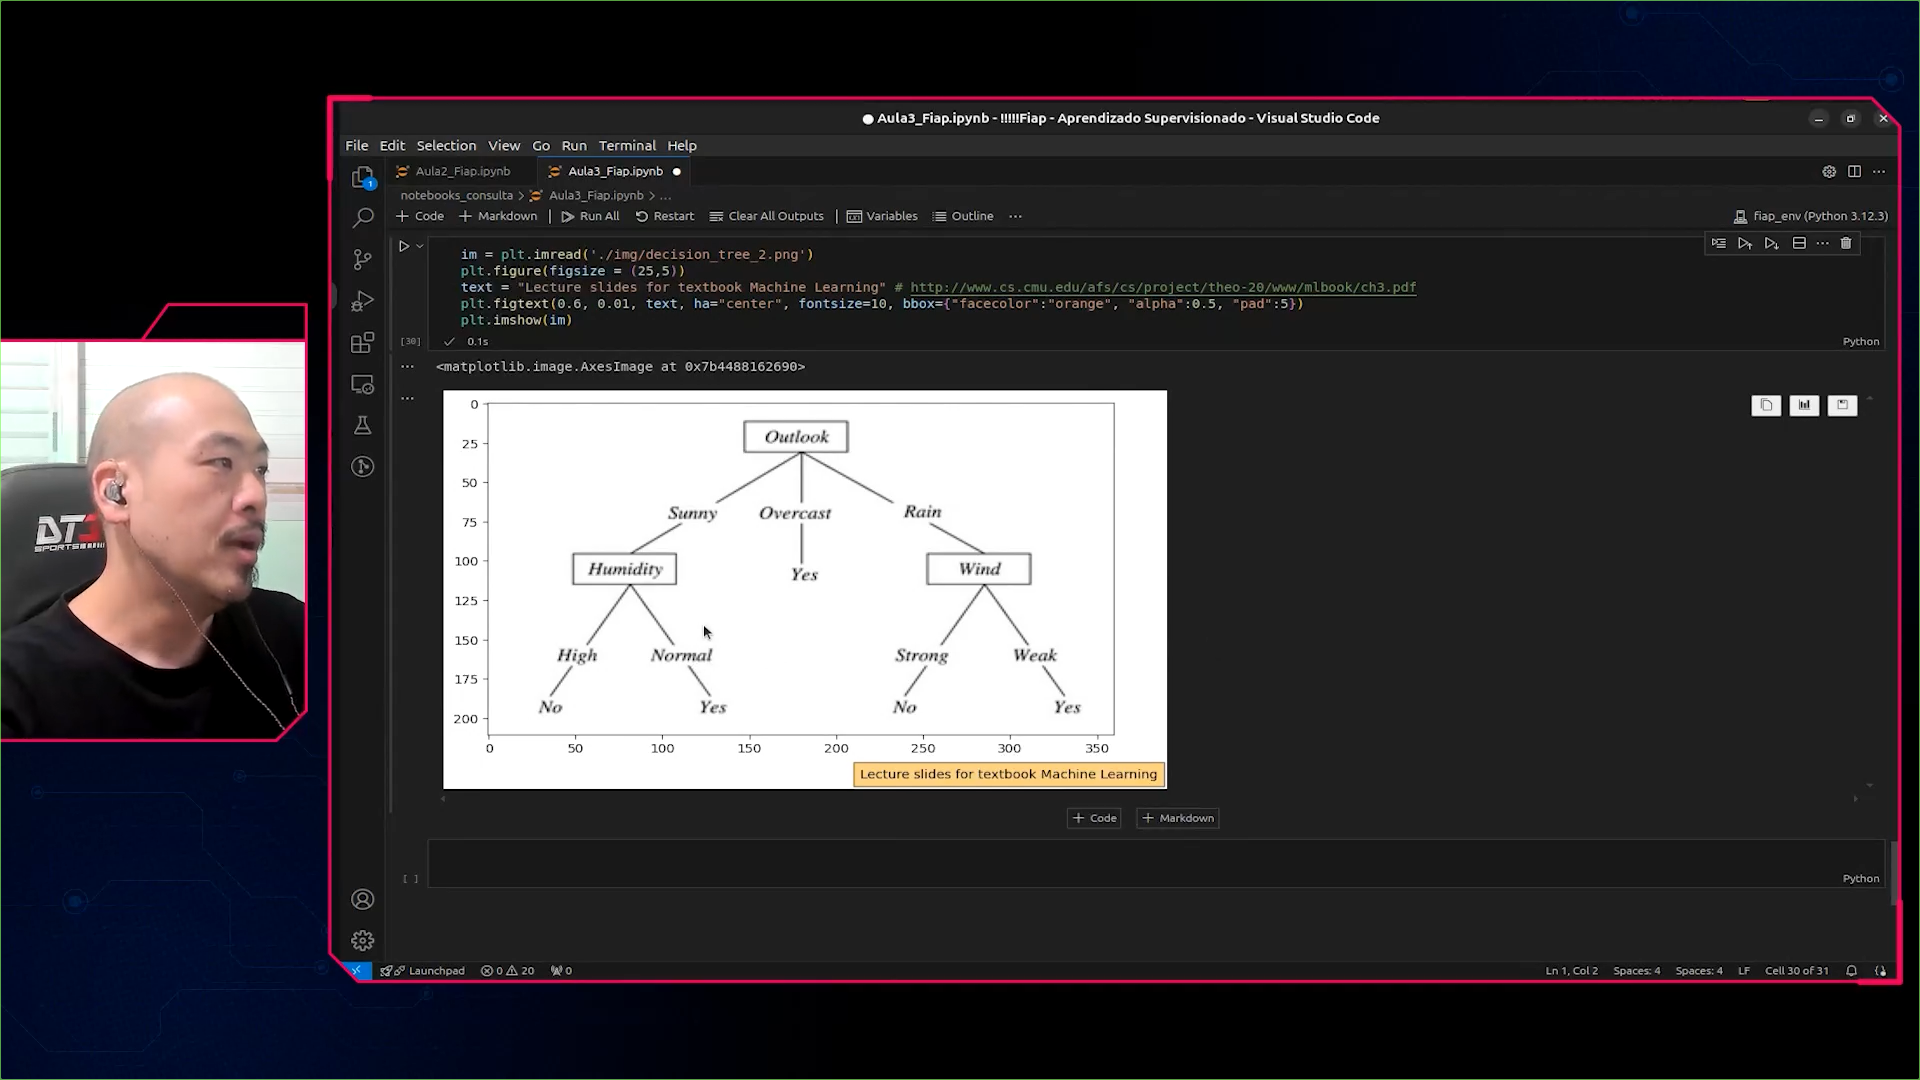 Aula3_Fiap.ipynb - !!!!!Fiap - Aprendizado Supervisionado - Visual Studio Code
File Edit Selection View Go Run Terminal Help
Aula2_Fiap.ipynb Aula3_Fiap.ipynb
notebooks_consulta > Aula3_Fiap.ipynb > ...
+ Code + Markdown Run All Restart Clear All Outputs Variables Outline ... fiap_env (Python 3.12.3)
im = plt.imread('./img/decision_tree_2.png')
plt.figure(figsize = (25,5))
text = "Lecture slides for textbook Machine Learning" # http://www.cs.cmu.edu/afs/cs/project/theo-20/www/mlbook/ch3.pdf
plt.figtext(0.6, 0.01, text, ha="center", fontsize=10, bbox={"facecolor":"orange", "alpha":0.5, "pad":5})
plt.imshow(im)
[30] 0.1s Python
<matplotlib.image.AxesImage at 0x7b4488162690>
0
25
50
75
100
125
150
175
200
Outlook
Sunny Overcast Rain
Humidity Yes Wind
High Normal Strong Weak
No Yes No Yes
0 50 100 150 200 250 300 350
Lecture slides for textbook Machine Learning
+ Code + Markdown
[ ] Python
Launchpad 0 20 0 Ln 1, Col 2 Spaces: 4 Spaces: 4 LF Cell 30 of 31
1
DT3
SPORTS